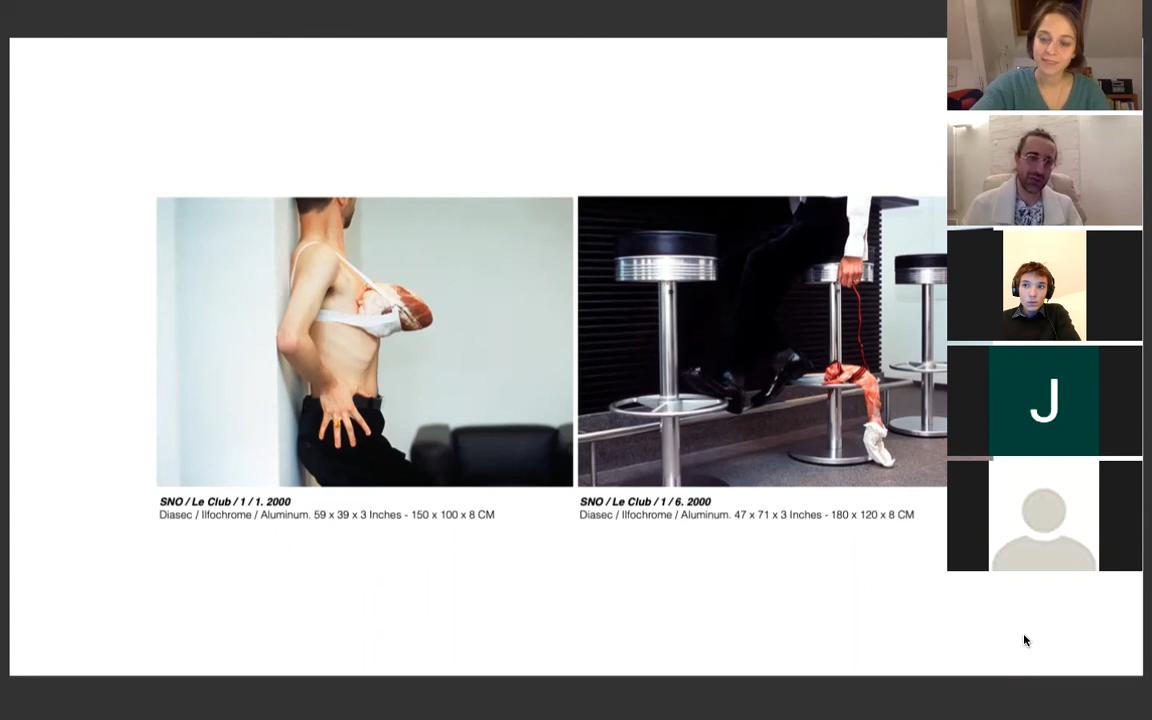 SNO / Le Club / 1 / 1. 2000
Diasec / Ilfochrome / Aluminum. 59 x 39 x 3 Inches - 150 x 100 x 8 CM
SNO / Le Club / 1 / 6. 2000
Diasec / Ilfochrome / Aluminum. 47 x 71 x 3 Inches - 180 x 120 x 8 CM
J